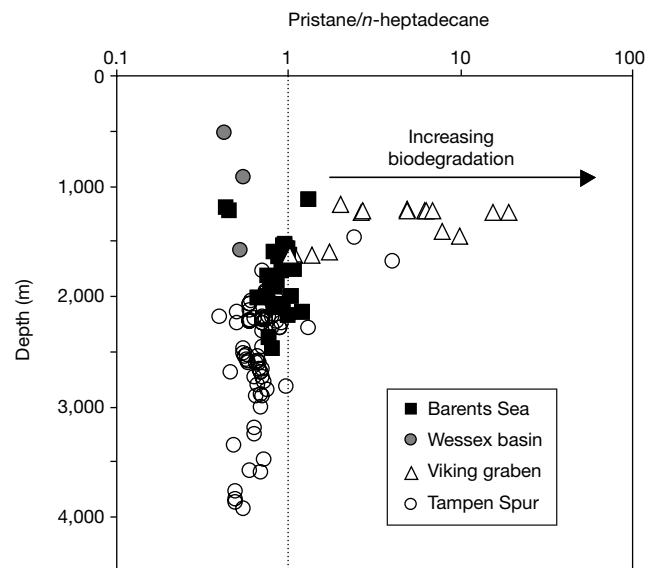 Pristane/n-heptadecane
0.1 1 10 100
0
Increasing
biodegradation
1,000
2,000
Depth (m)
3,000
4,000
Barents Sea
Wessex basin
Viking graben
Tampen Spur